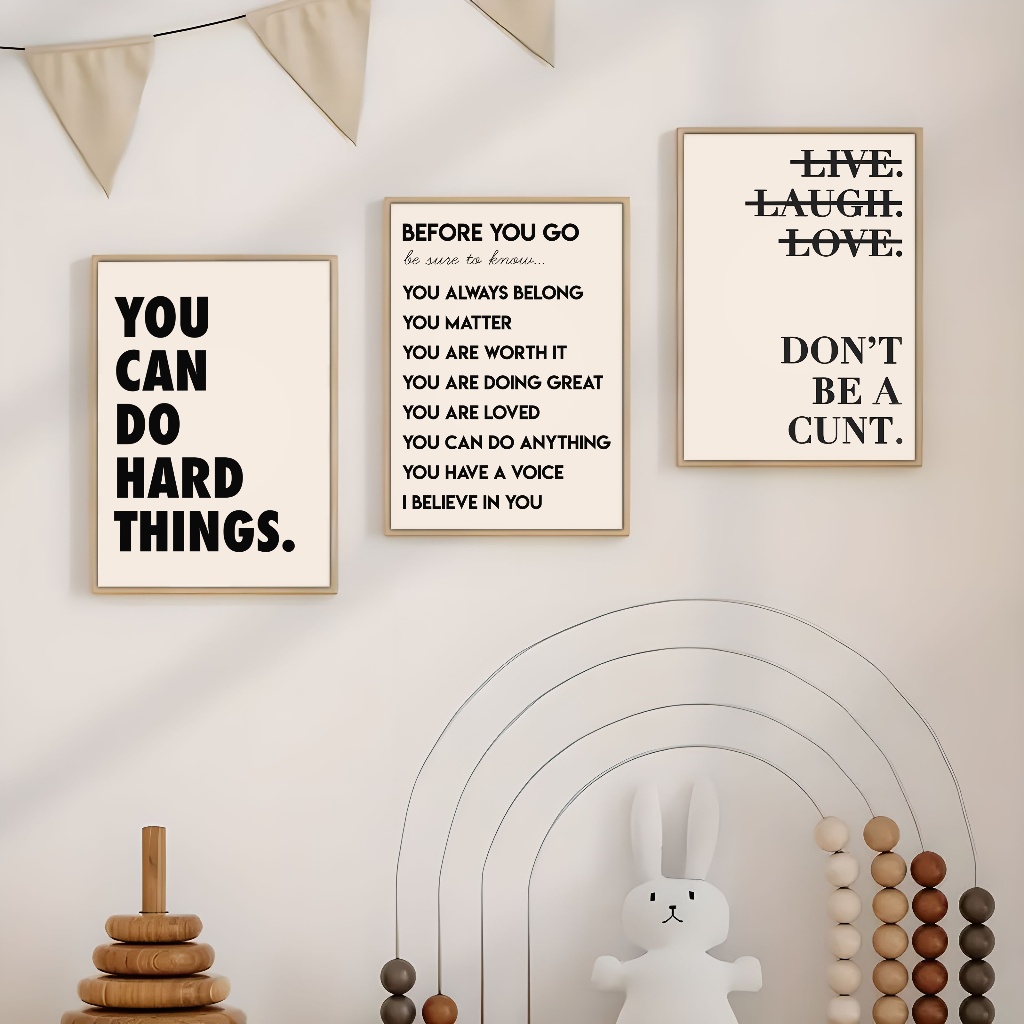 YOU
CAN
DO
HARD
THINGS.
BEFORE YOU GO
be sure to know...
YOU ALWAYS BELONG
YOU MATTER
YOU ARE WORTH IT
YOU ARE DOING GREAT
YOU ARE LOVED
YOU CAN DO ANYTHING
YOU HAVE A VOICE
I BELIEVE IN YOU
LIVE.
LAUGH.
LOVE.
DON'T
BE A
CUNT.